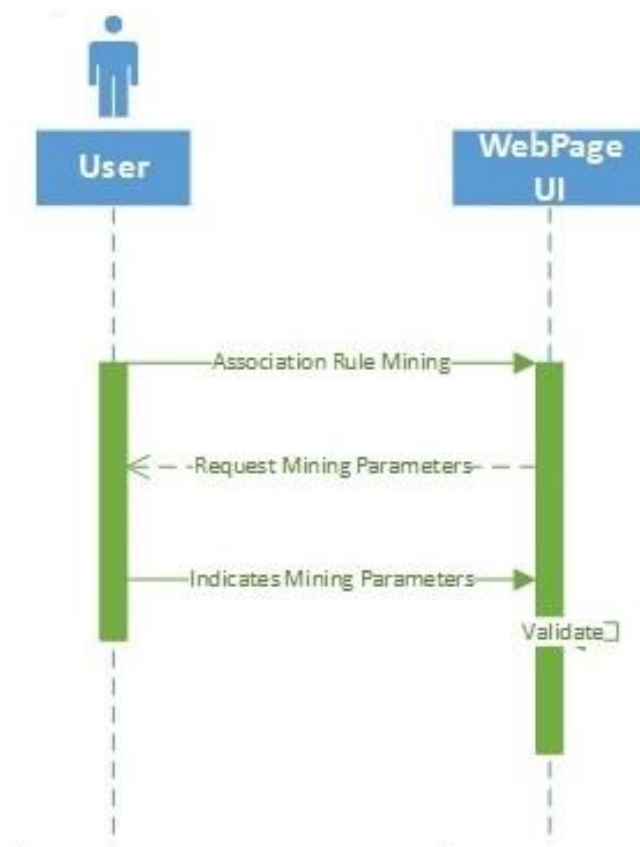 User
WebPage
UI
Association Rule Mining
Request Mining Parameters
Indicates Mining Parameters
Validate